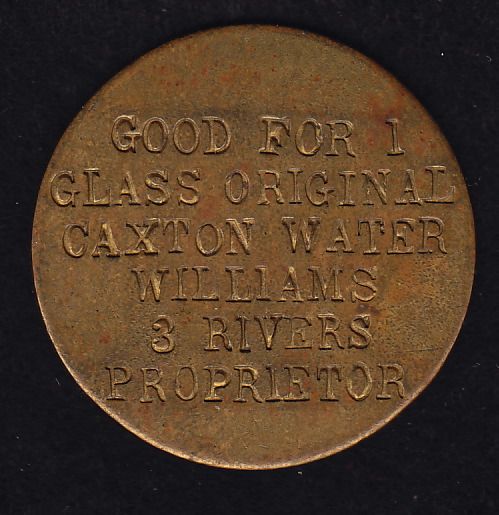 GOOD FOR 1
GLASS ORIGINAL
CAXTON WATER
WILLIAMS
3 RIVERS
PROPRIETOR